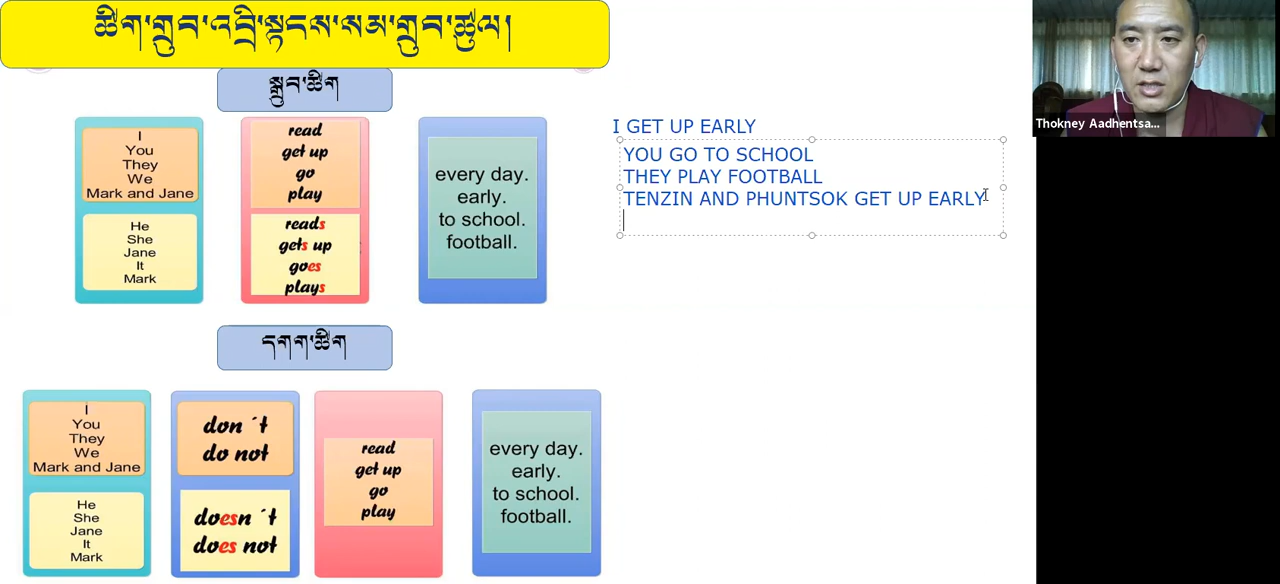 ཚིག་གྲུབ་འབྲི་སྟངས་སམ་གྲུབ་ཚུལ།
སྒྲུབ་ཚིག
I
You
They
We
Mark and Jane
He
She
Jane
It
Mark
read
get up
go
play
reads
gets up
goes
plays
every day.
early.
to school.
football.
I GET UP EARLY
YOU GO TO SCHOOL
THEY PLAY FOOTBALL
TENZIN AND PHUNTSOK GET UP EARLY
Thokney Aadhentsa...
དགག་ཚིག
I
You
They
We
Mark and Jane
He
She
Jane
It
Mark
don´t
do not
doesn´t
does not
read
get up
go
play
every day.
early.
to school.
football.